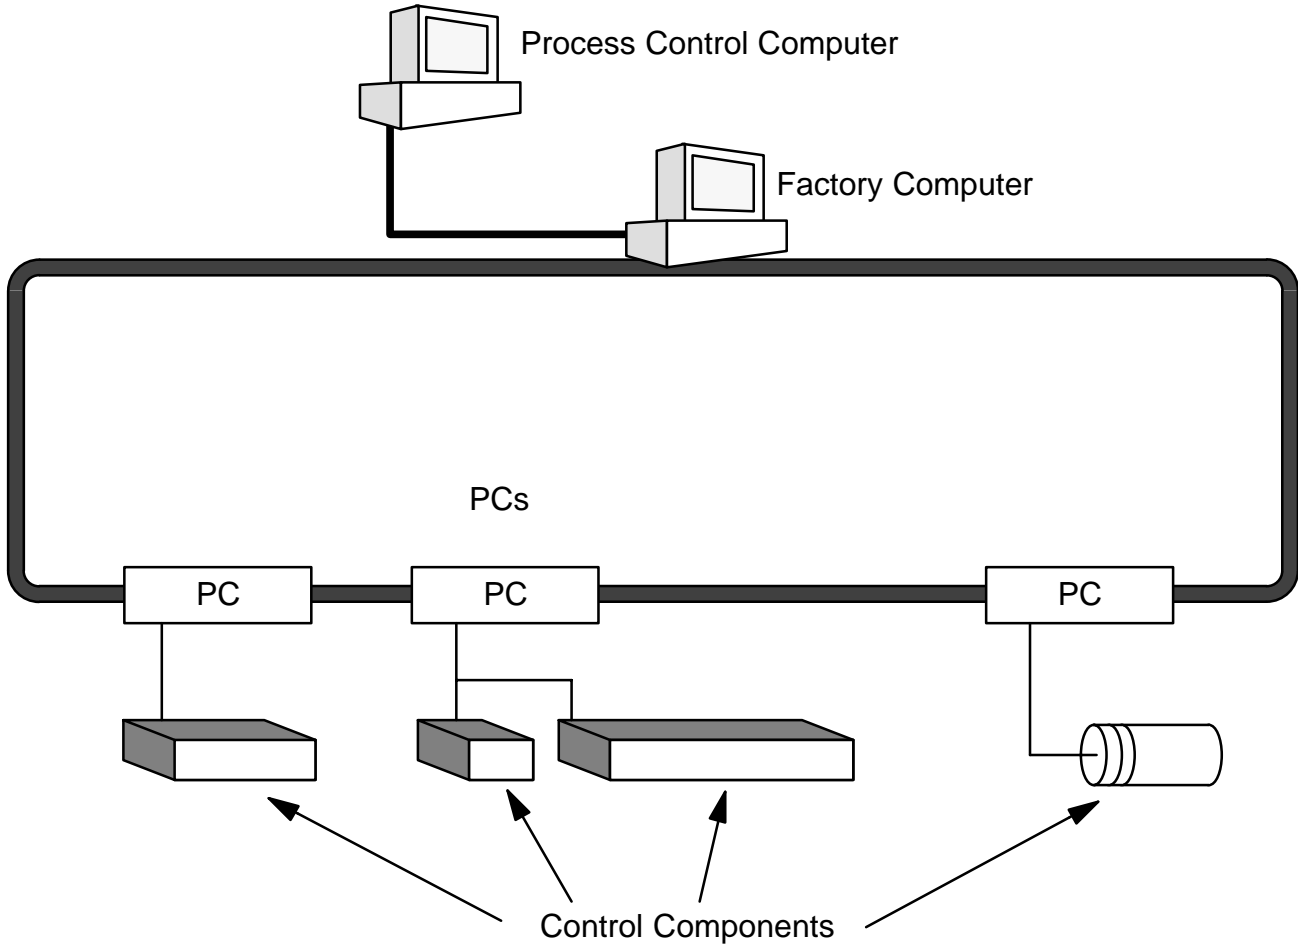 Process Control Computer
Factory Computer
PCs
PC
PC
PC
Control Components